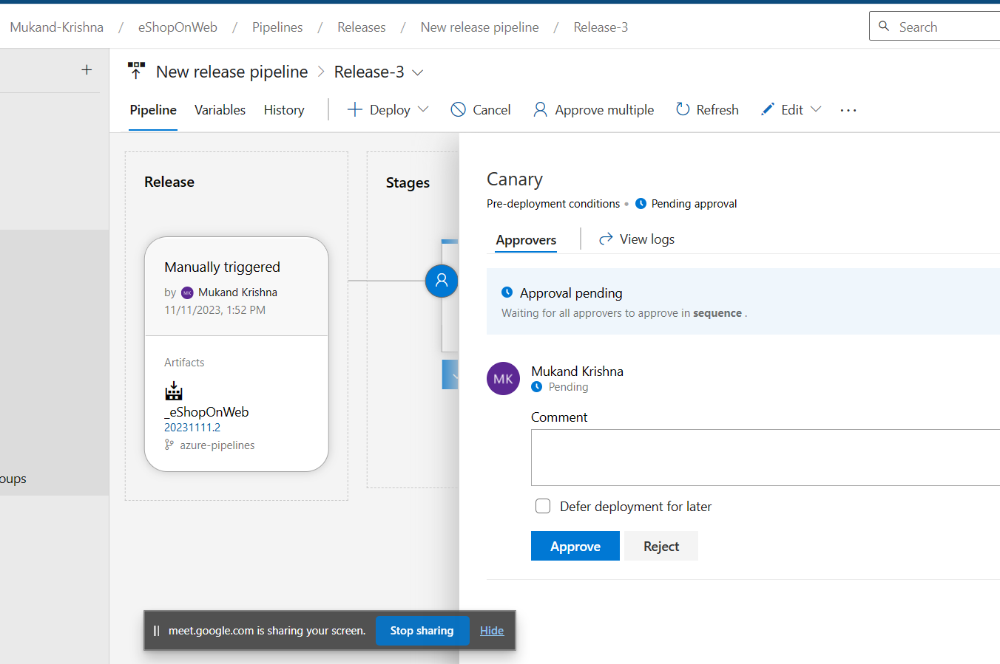 Mukand-Krishna / eShopOnWeb / Pipelines / Releases / New release pipeline / Release-3
Search
New release pipeline > Release-3
Pipeline Variables History Deploy Cancel Approve multiple Refresh Edit ...
Release
Stages
Manually triggered
by MK Mukand Krishna
11/11/2023, 1:52 PM
Artifacts
_eShopOnWeb
20231111.2
azure-pipelines
oups
Canary
Pre-deployment conditions • Pending approval
Approvers View logs
Approval pending
Waiting for all approvers to approve in sequence .
MK
Mukand Krishna
Pending
Comment
Defer deployment for later
Approve Reject
meet.google.com is sharing your screen. Stop sharing Hide